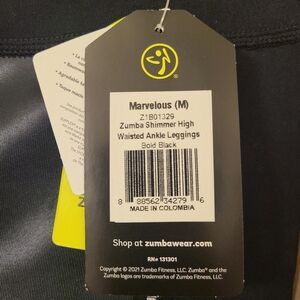 Marvelous (M)
Z1B01329
Zumba Shimmer High
Waisted Ankle Leggings
Bold Black
8 88562 34279 6
MADE IN COLOMBIA
Shop at zumbawear.com
RN# 131301
Copyright © 2021 Zumba Fitness, LLC. Zumba® and the
Zumba logos are trademarks of Zumba Fitness, LLC.